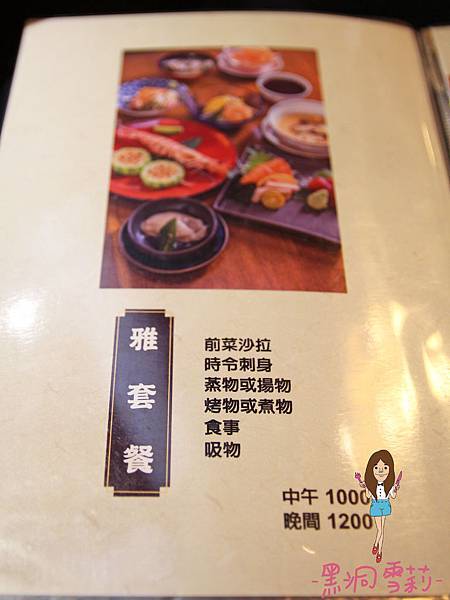 雅套餐
前菜沙拉
時令刺身
蒸物或揚物
烤物或煮物
食事
吸物
中午 1000
晚間 1200
-黑洞雪莉-